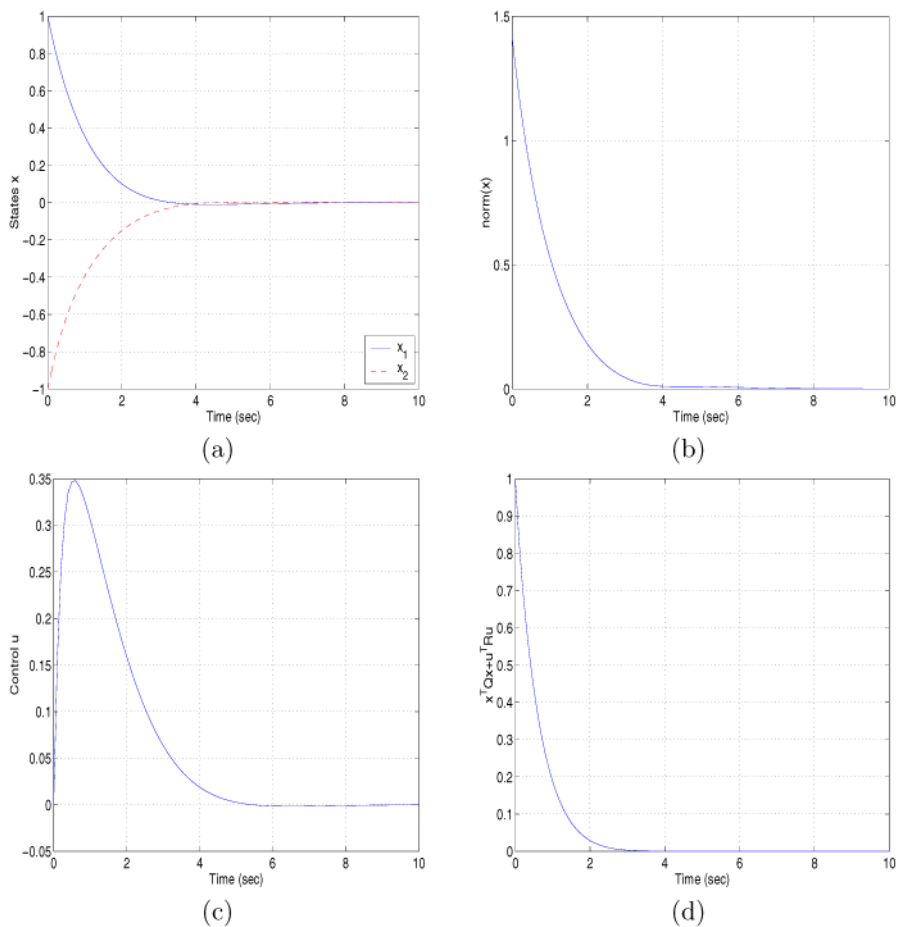 1
0.8
0.6
0.4
0.2
0
−0.2
−0.4
−0.6
−0.8
−1
States x
0 2 4 6 8 10
Time (sec)
x_1
x_2
(a)
1.5
1
0.5
0
norm(x)
0 2 4 6 8 10
Time (sec)
(b)
0.35
0.3
0.25
0.2
0.15
0.1
0.05
0
−0.05
Control u
0 2 4 6 8 10
Time (sec)
(c)
1
0.9
0.8
0.7
0.6
0.5
0.4
0.3
0.2
0.1
0
x^TQx+u^TRu
0 2 4 6 8 10
Time (sec)
(d)